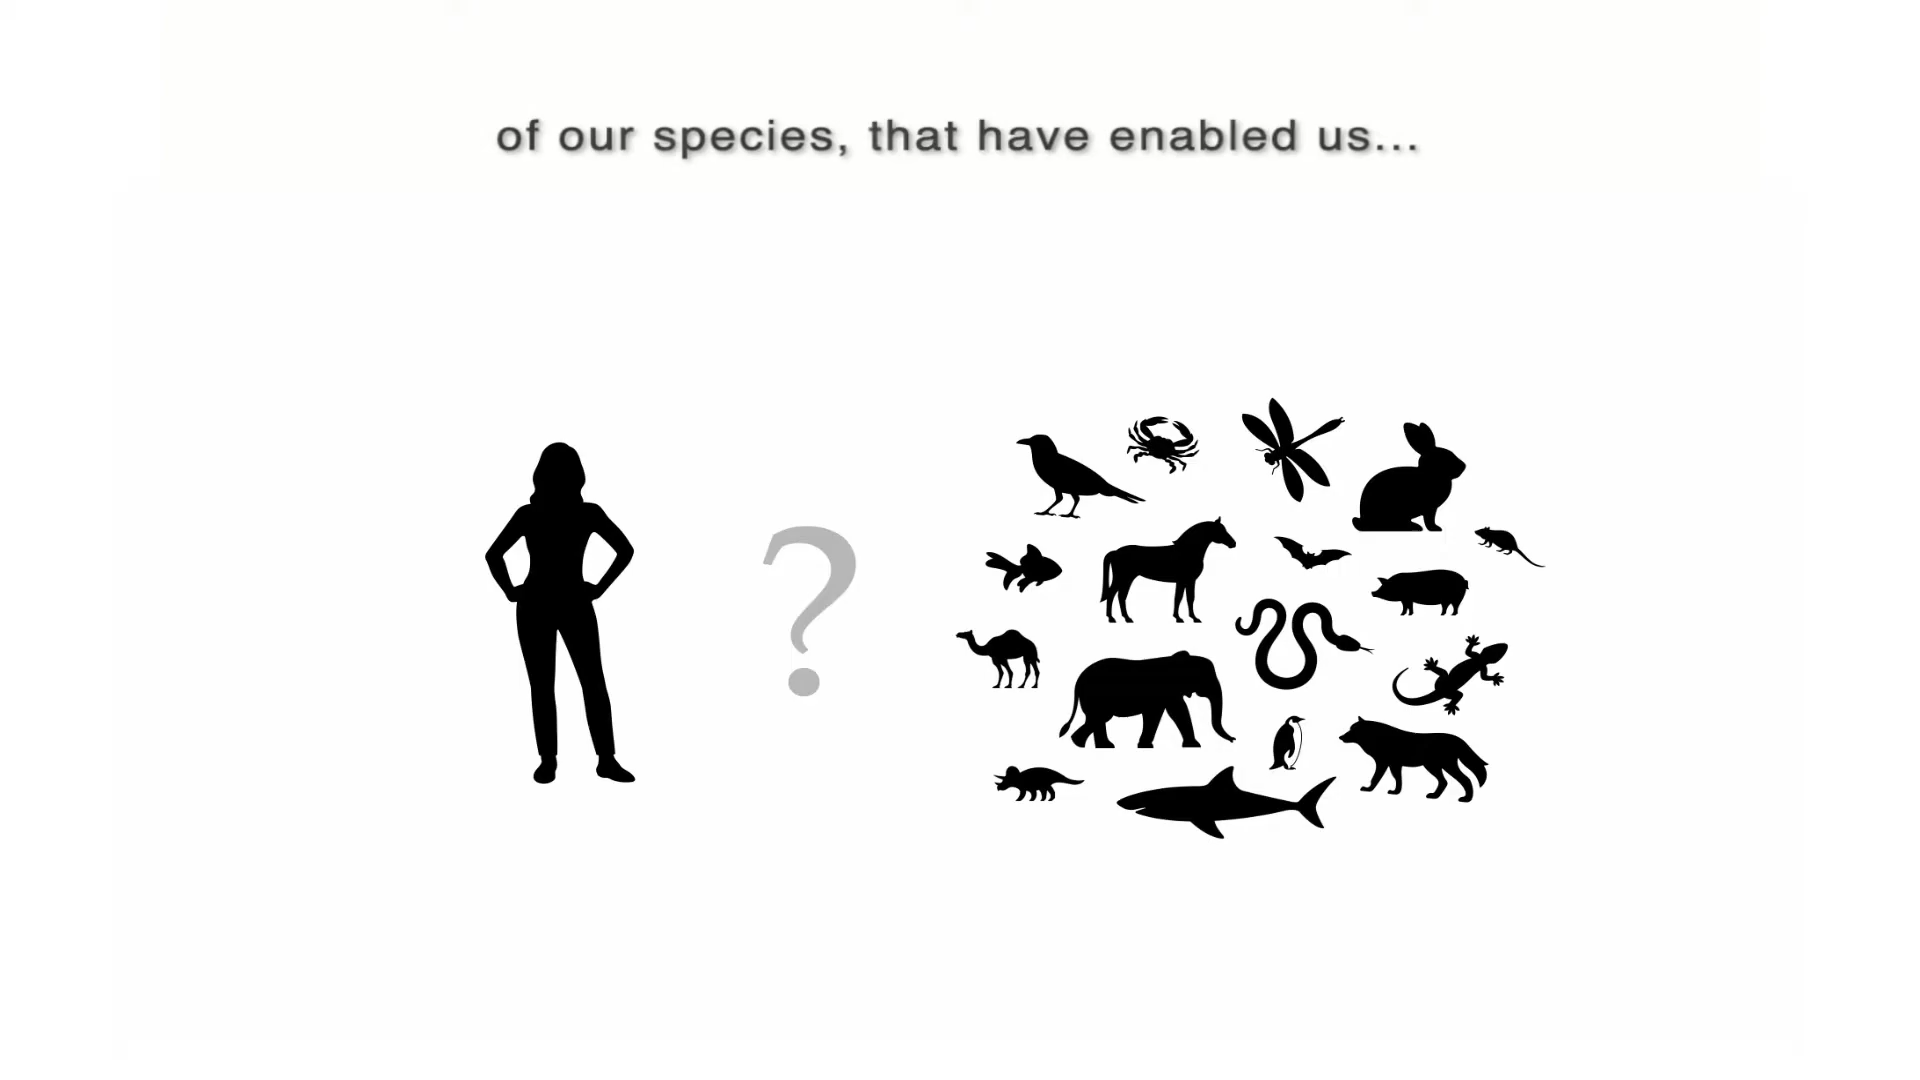 of our species, that have enabled us...
?